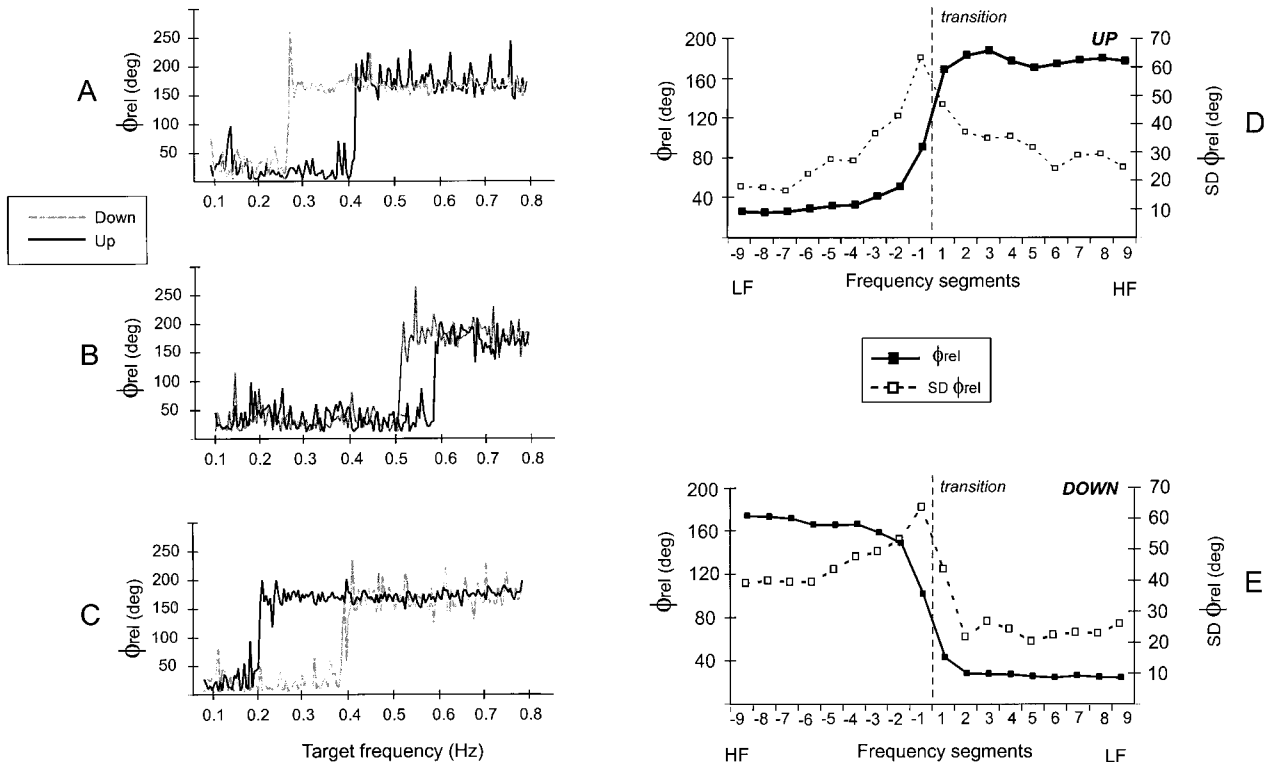 A
ϕrel (deg)
250
200
150
100
50
0.1 0.2 0.3 0.4 0.5 0.6 0.7 0.8
Down
Up
B
ϕrel (deg)
250
200
150
100
50
0.1 0.2 0.3 0.4 0.5 0.6 0.7 0.8
C
ϕrel (deg)
250
200
150
100
50
0.1 0.2 0.3 0.4 0.5 0.6 0.7 0.8
Target frequency (Hz)
transition
UP
D
ϕrel (deg)
200
160
120
80
40
SD ϕrel (deg)
70
60
50
40
30
20
10
-9 -8 -7 -6 -5 -4 -3 -2 -1 1 2 3 4 5 6 7 8 9
LF
Frequency segments
HF
ϕrel
SD ϕrel
transition
DOWN
E
ϕrel (deg)
200
160
120
80
40
SD ϕrel (deg)
70
60
50
40
30
20
10
-9 -8 -7 -6 -5 -4 -3 -2 -1 1 2 3 4 5 6 7 8 9
HF
Frequency segments
LF